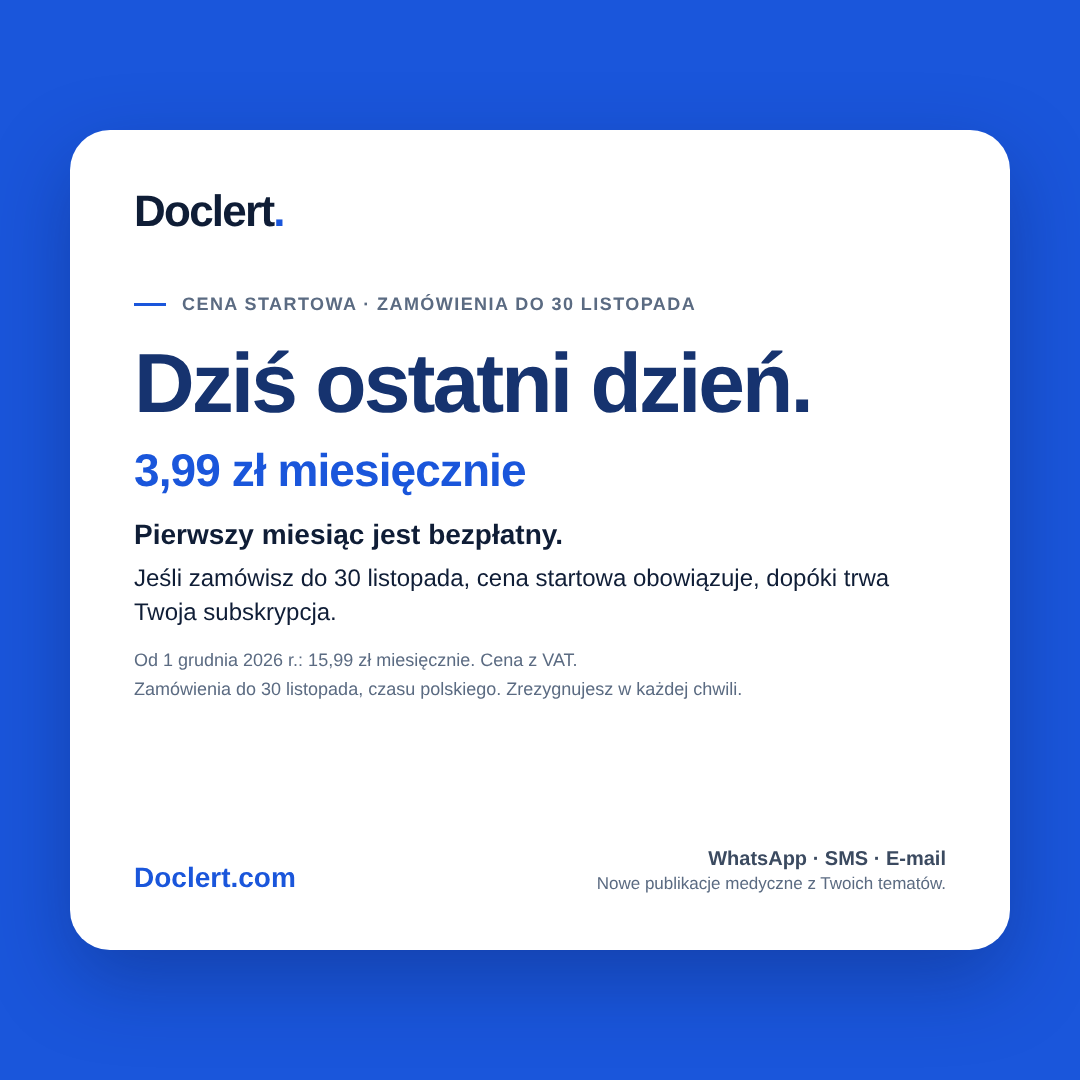 Doclert.
CENA STARTOWA · ZAMÓWIENIA DO 30 LISTOPADA
Dziś ostatni dzień.
3,99 zł miesięcznie
Pierwszy miesiąc jest bezpłatny.
Jeśli zamówisz do 30 listopada, cena startowa obowiązuje, dopóki trwa
Twoja subskrypcja.
Od 1 grudnia 2026 r.: 15,99 zł miesięcznie. Cena z VAT.
Zamówienia do 30 listopada, czasu polskiego. Zrezygnujesz w każdej chwili.
Doclert.com
WhatsApp · SMS · E-mail
Nowe publikacje medyczne z Twoich tematów.